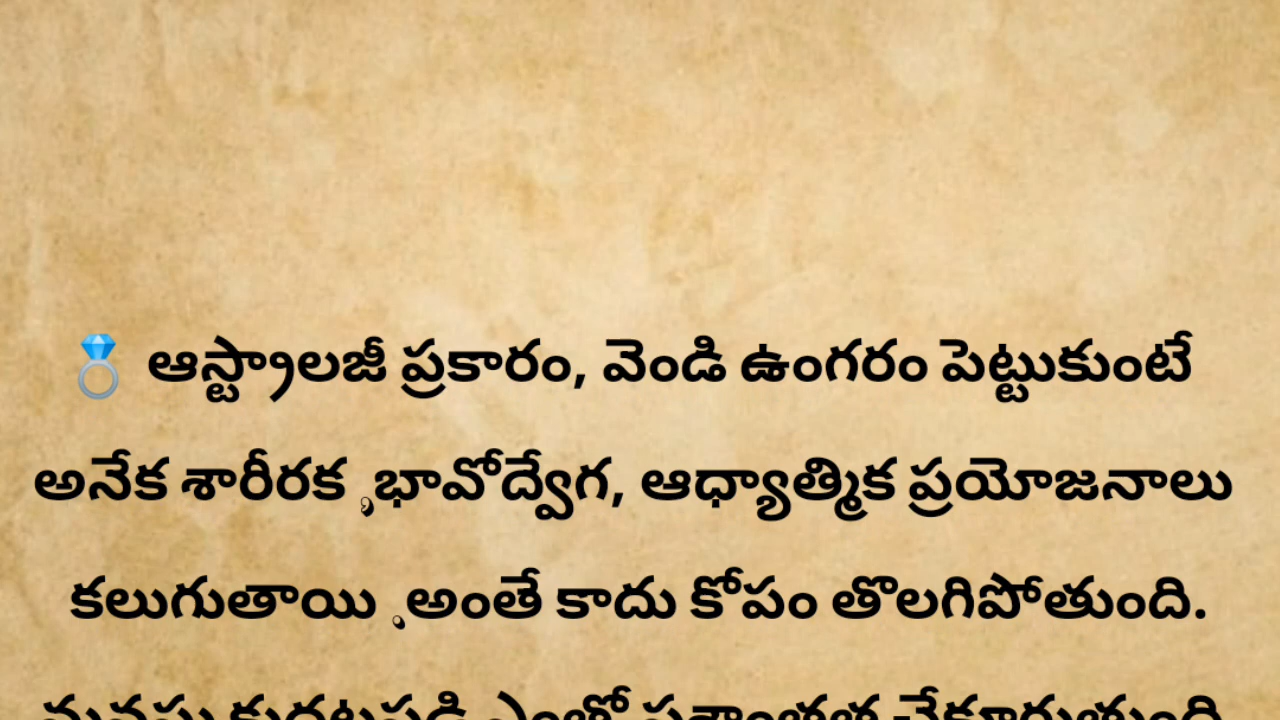 💍 ఆస్ట్రాలజీ ప్రకారం, వెండి ఉంగరం పెట్టుకుంటే
అనేక శారీరక ,భావోద్వేగ, ఆధ్యాత్మిక ప్రయోజనాలు
కలుగుతాయి .అంతే కాదు కోపం తొలగిపోతుంది.